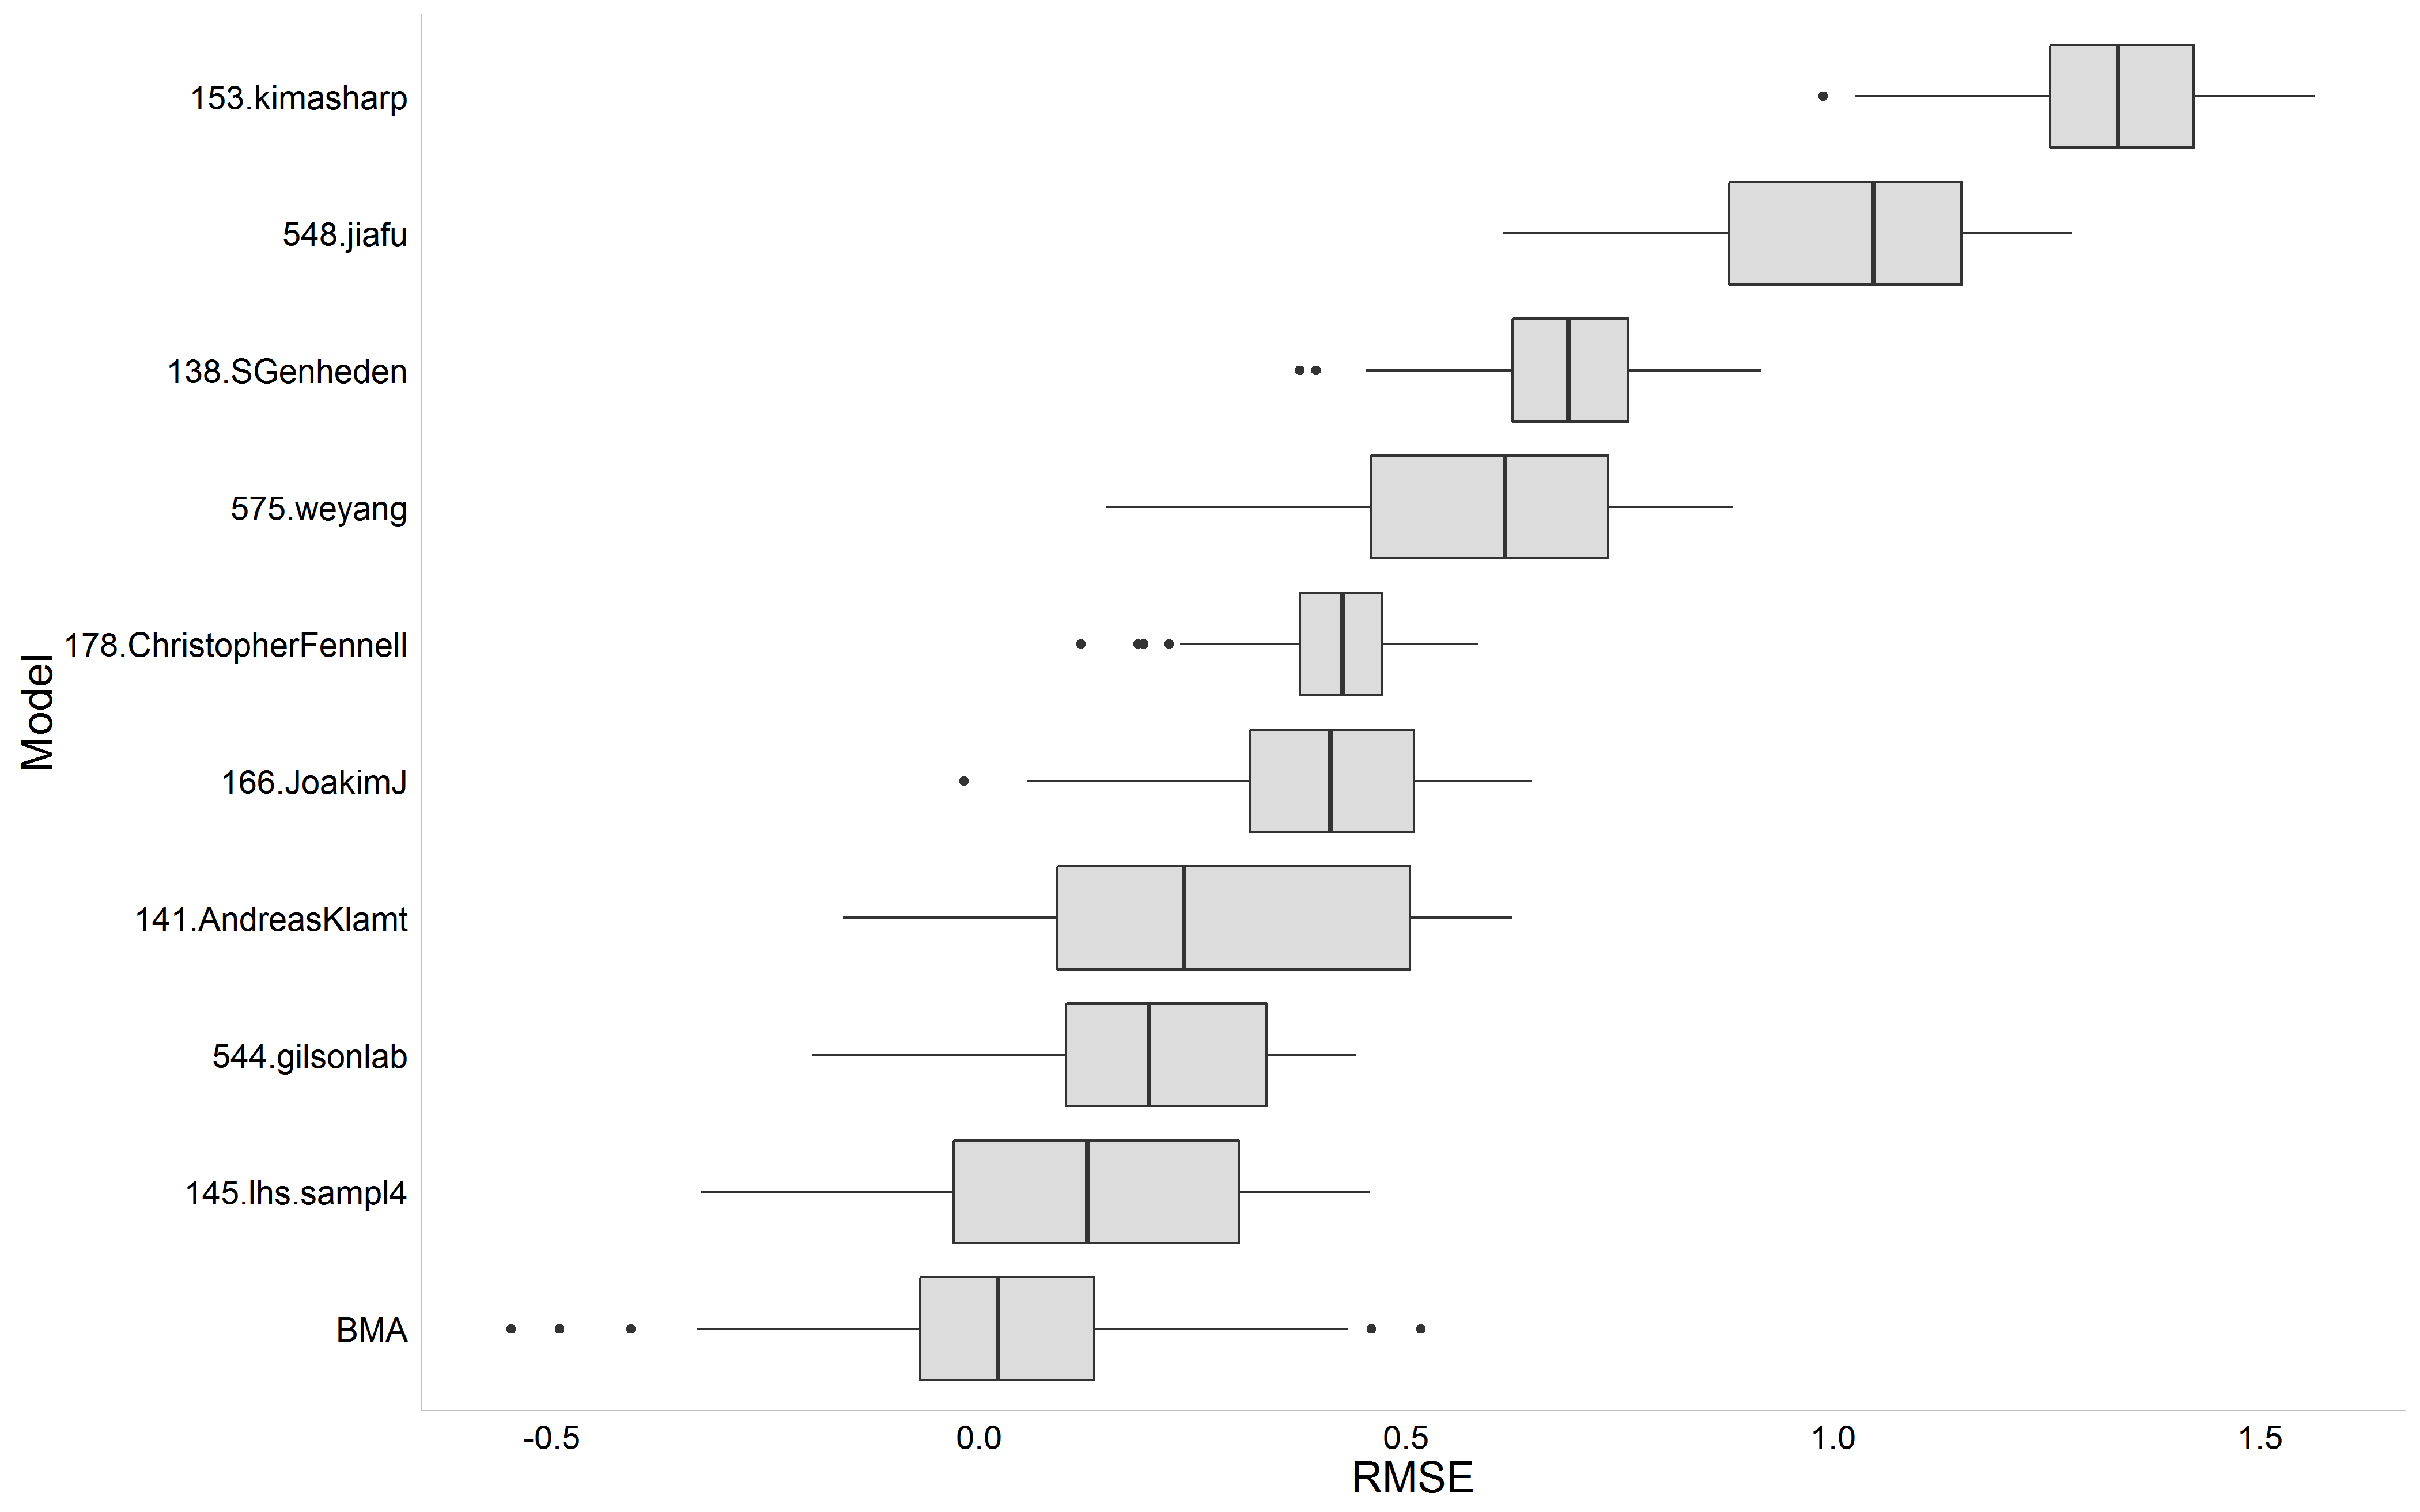 153.kimasharp
548.jiafu
138.SGenheden
575.weyang
178.ChristopherFennell
Model
166.JoakimJ
141.AndreasKlamt
544.gilsonlab
145.lhs.sampl4
BMA
-0.5 0.0 0.5 1.0 1.5
RMSE